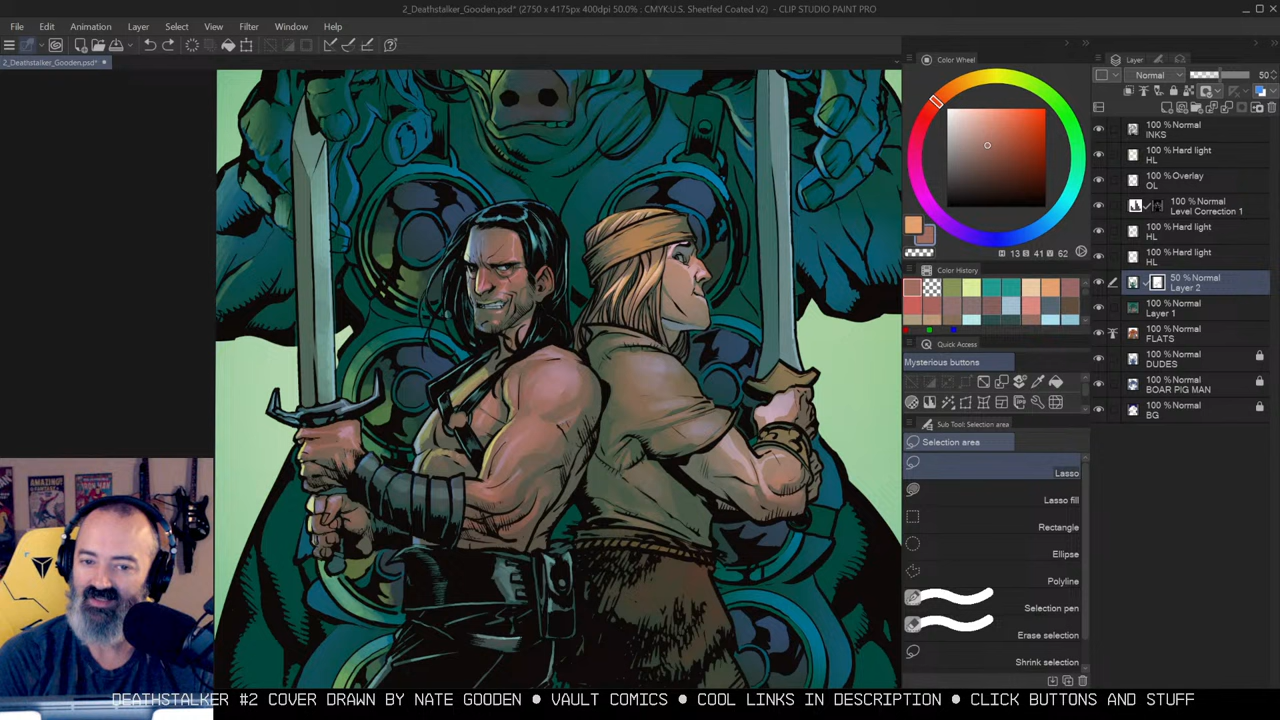 2_Deathstalker_Gooden.psd* (2750 x 4175px 400dpi 50.0% : CMYK:U.S. Sheetfed Coated v2) - CLIP STUDIO PAINT PRO
File Edit Animation Layer Select View Filter Window Help
2_Deathstalker_Gooden.psd*
Color Wheel
13 41 41 62
Color History
Quick Access
Mysterious buttons
Sub Tool: Selection area
Selection area
Lasso
Lasso fill
Rectangle
Ellipse
Polyline
Selection pen
Erase selection
Shrink selection
Layer
Normal 50
100 % Normal
INKS
100 % Hard light
HL
100 % Overlay
OL
100 % Normal
Level Correction 1
100 % Hard light
HL
100 % Hard light
HL
50 % Normal
Layer 2
100 % Normal
Layer 1
100 % Normal
FLATS
100 % Normal
DUDES
100 % Normal
BOAR PIG MAN
100 % Normal
BG
AMAZING
DEATHSTALKER #2 COVER DRAWN BY NATE GOODEN ● VAULT COMICS ● COOL LINKS IN DESCRIPTION ● CLICK BUTTONS AND STUFF